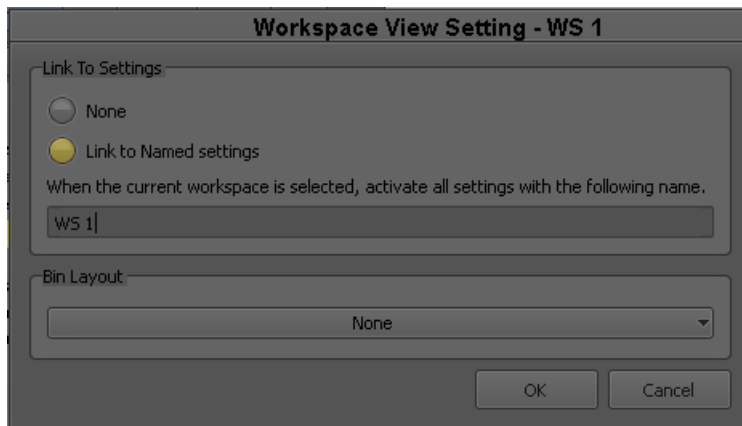 Workspace View Setting - WS 1
Link To Settings
None
Link to Named settings
When the current workspace is selected, activate all settings with the following name.
WS 1
Bin Layout
None
OK Cancel